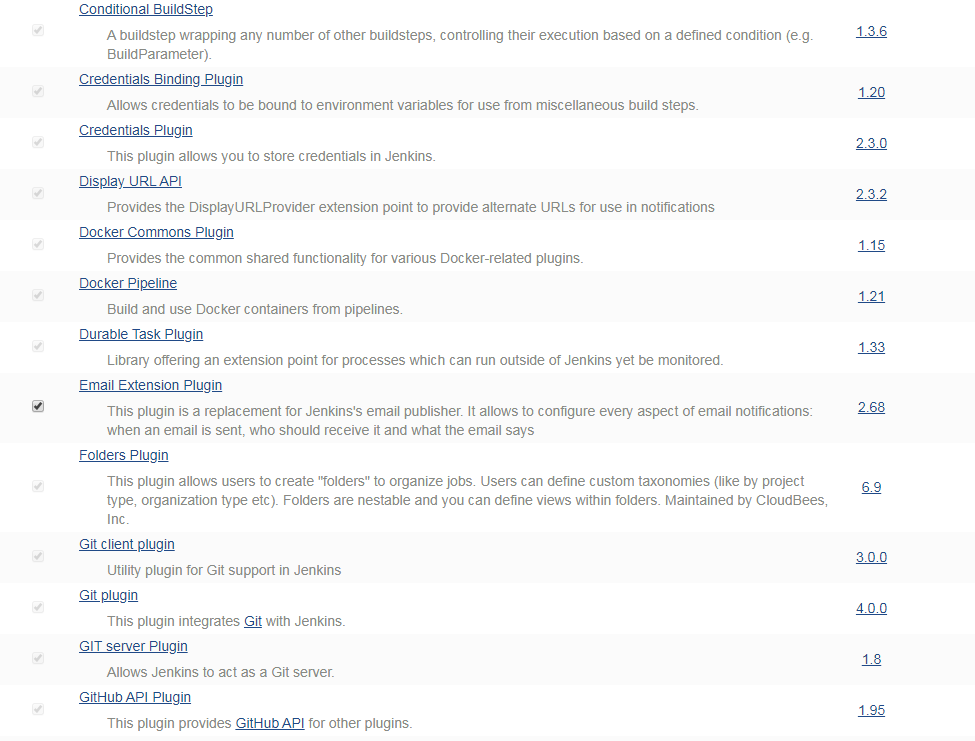 Conditional BuildStep
A buildstep wrapping any number of other buildsteps, controlling their execution based on a defined condition (e.g.
BuildParameter).
1.3.6
Credentials Binding Plugin
Allows credentials to be bound to environment variables for use from miscellaneous build steps.
1.20
Credentials Plugin
This plugin allows you to store credentials in Jenkins.
2.3.0
Display URL API
Provides the DisplayURLProvider extension point to provide alternate URLs for use in notifications
2.3.2
Docker Commons Plugin
Provides the common shared functionality for various Docker-related plugins.
1.15
Docker Pipeline
Build and use Docker containers from pipelines.
1.21
Durable Task Plugin
Library offering an extension point for processes which can run outside of Jenkins yet be monitored.
1.33
Email Extension Plugin
This plugin is a replacement for Jenkins's email publisher. It allows to configure every aspect of email notifications:
when an email is sent, who should receive it and what the email says
2.68
Folders Plugin
This plugin allows users to create "folders" to organize jobs. Users can define custom taxonomies (like by project
type, organization type etc). Folders are nestable and you can define views within folders. Maintained by CloudBees,
Inc.
6.9
Git client plugin
Utility plugin for Git support in Jenkins
3.0.0
Git plugin
This plugin integrates Git with Jenkins.
4.0.0
GIT server Plugin
Allows Jenkins to act as a Git server.
1.8
GitHub API Plugin
This plugin provides GitHub API for other plugins.
1.95